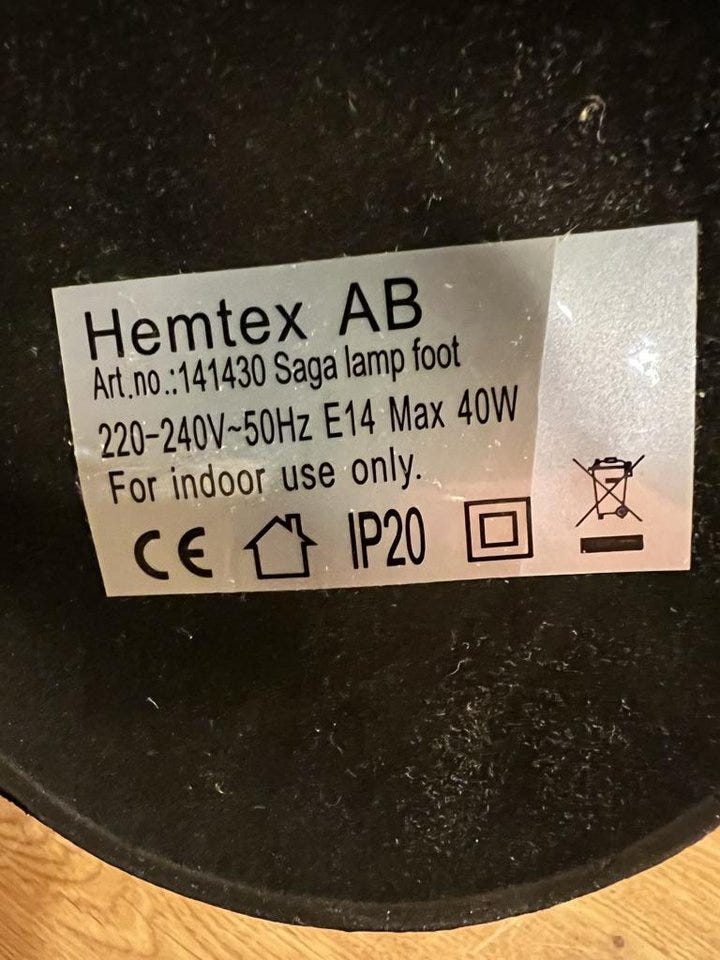 Hemtex AB
Art.no.:141430 Saga lamp foot
220-240V~50Hz E14 Max 40W
For indoor use only.
CE IP20